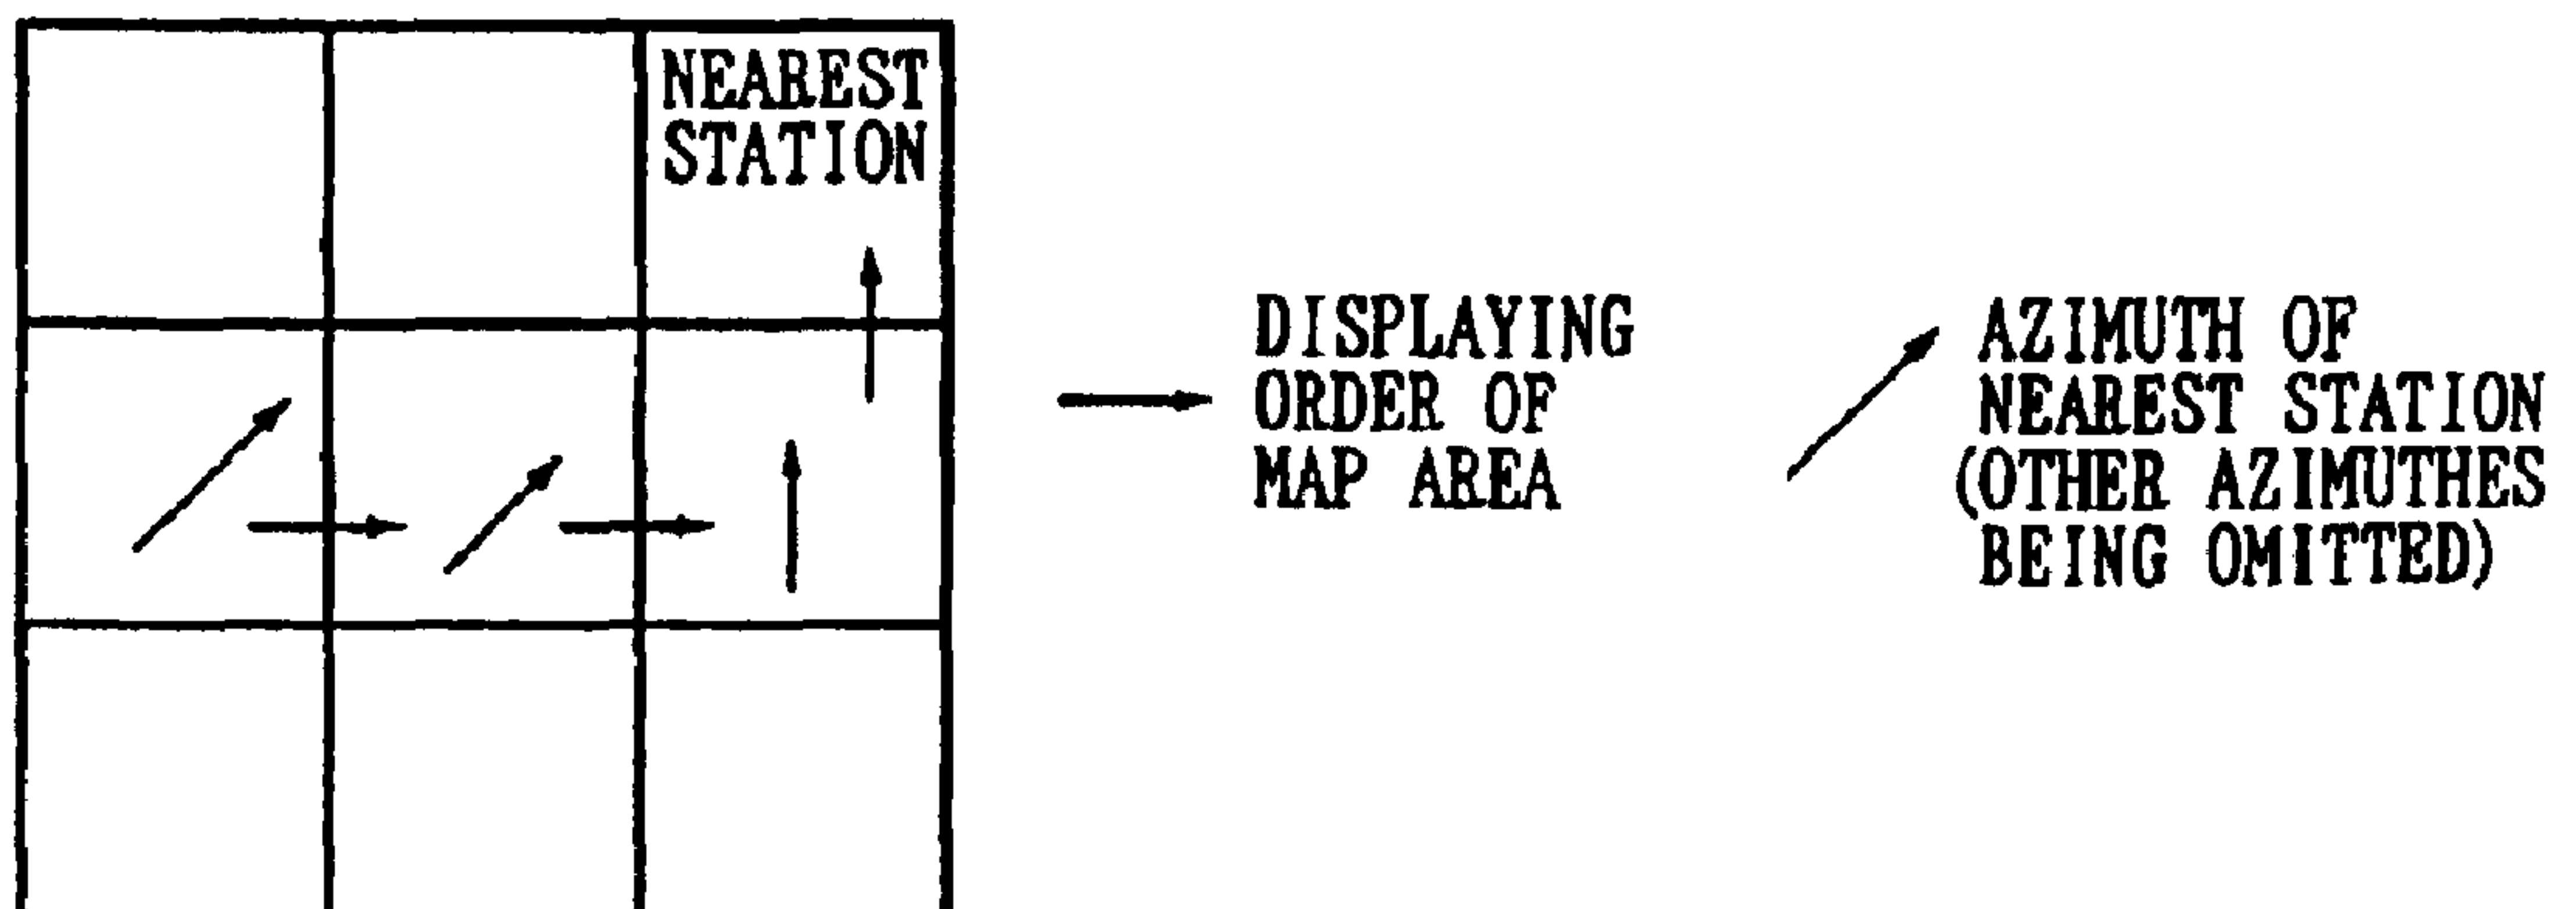 NEAREST
STATION
DISPLAYING
ORDER OF
MAP AREA
AZIMUTH OF
NEAREST STATION
(OTHER AZIMUTHES
BEING OMITTED)